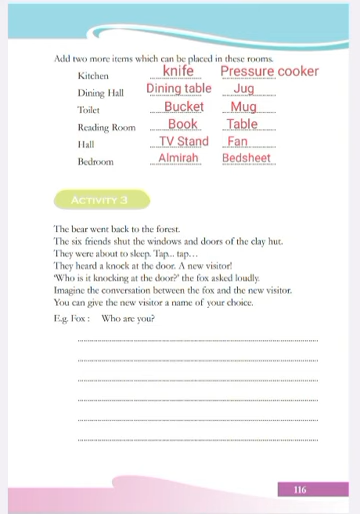 Add two more items which can be placed in these rooms.
Kitchen knife Pressure cooker
Dining Hall Dining table Jug
Toilet Bucket Mug
Reading Room Book Table
Hall TV Stand Fan
Bedroom Almirah Bedsheet
ACTIVITY 3
The bear went back to the forest.
The six friends shut the windows and doors of the clay hut.
They were about to sleep. Tap... tap...
They heard a knock at the door. A new visitor!
'Who is it knocking at the door?' the fox asked loudly.
Imagine the conversation between the fox and the new visitor.
You can give the new visitor a name of your choice.
E.g. Fox : Who are you?
116